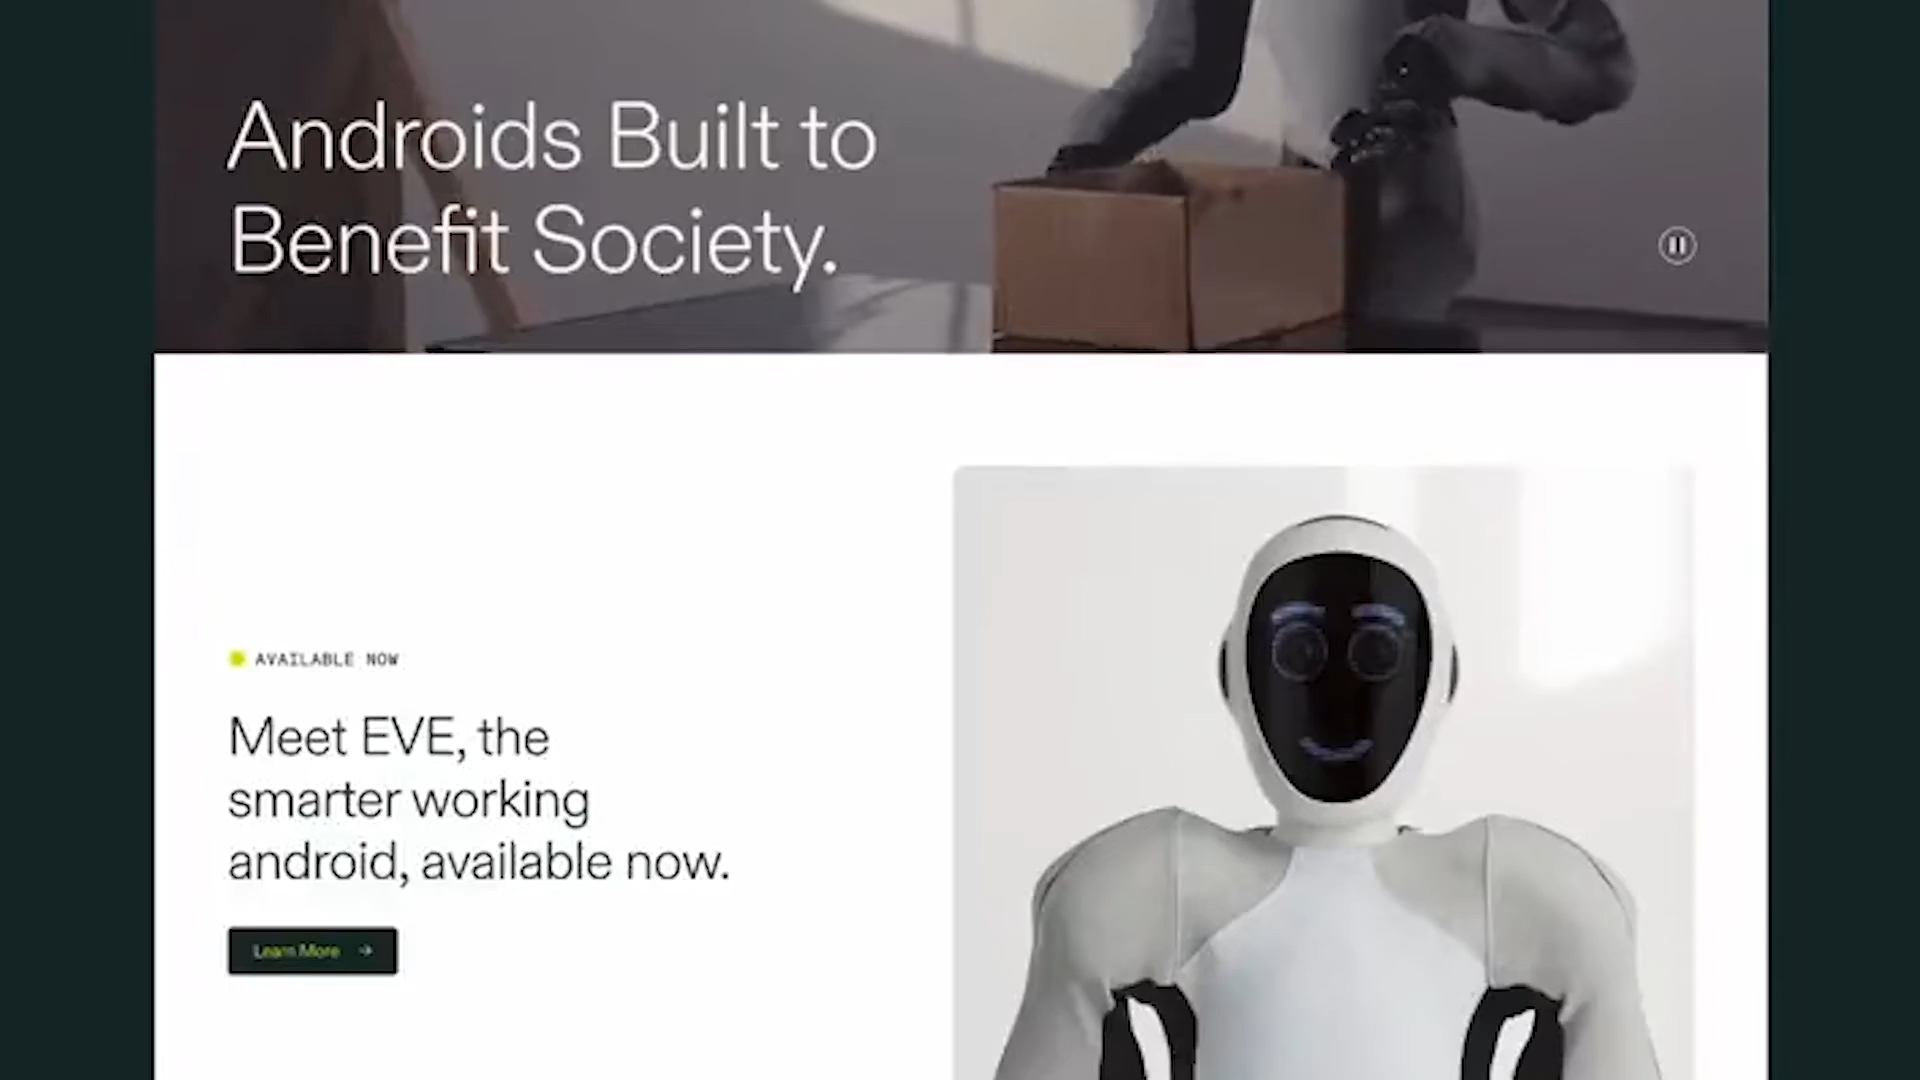 Androids Built to
Benefit Society.
AVAILABLE NOW
Meet EVE, the
smarter working
android, available now.
Learn More →